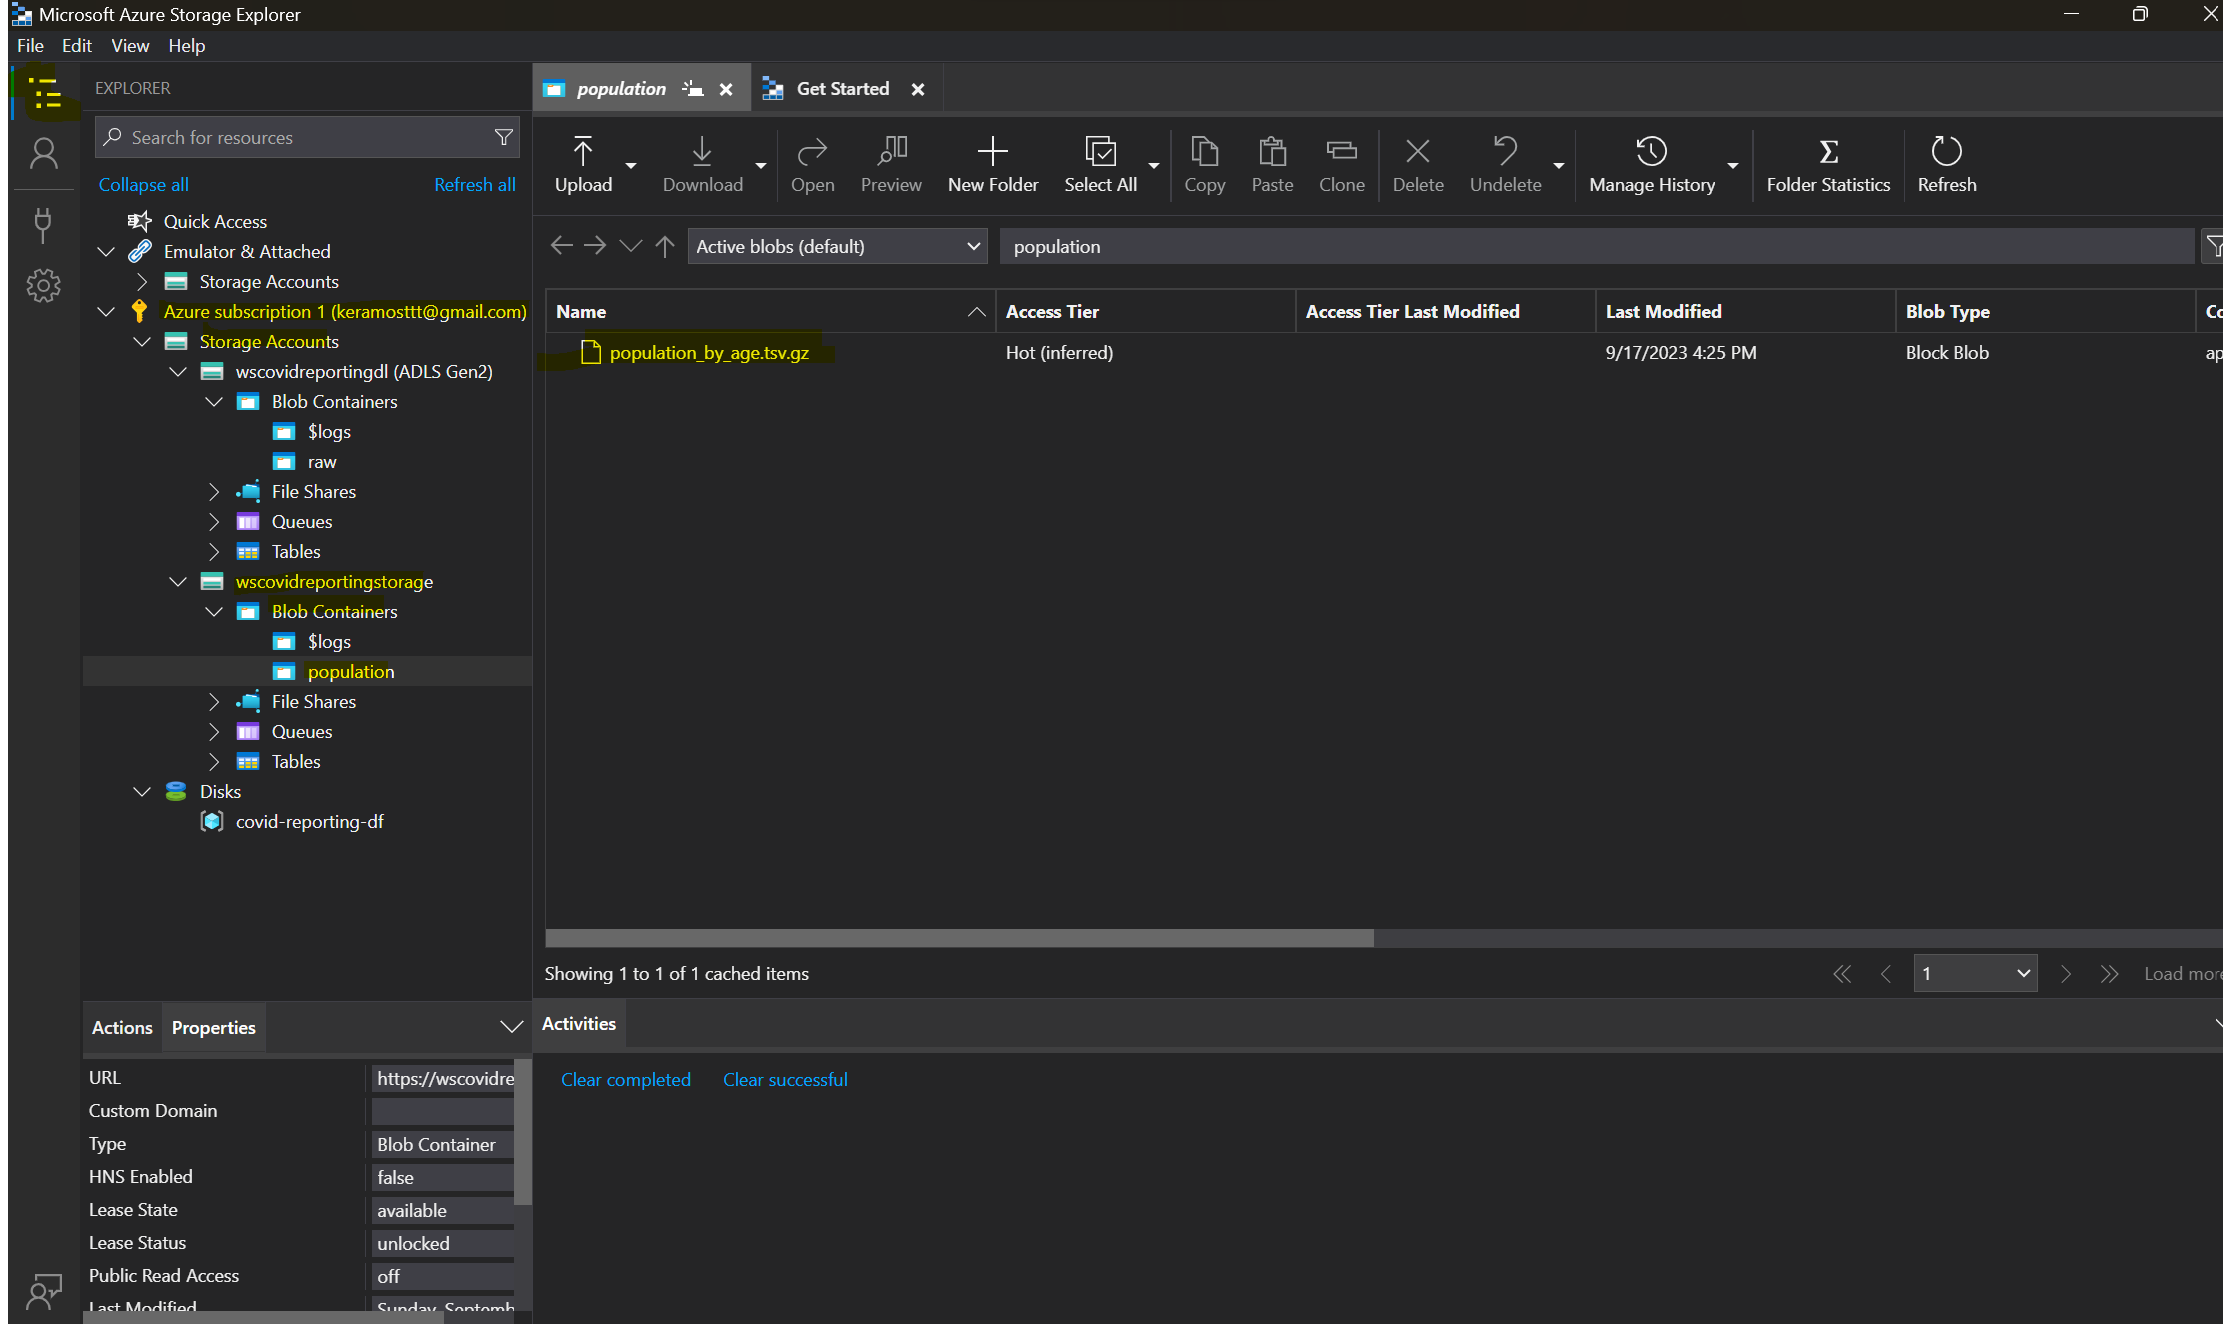 Microsoft Azure Storage Explorer
File Edit View Help
EXPLORER
Search for resources
Collapse all Refresh all
Quick Access
Emulator & Attached
Storage Accounts
Azure subscription 1 (keramosttt@gmail.com)
Storage Accounts
wscovidreportingdl (ADLS Gen2)
Blob Containers
$logs
raw
File Shares
Queues
Tables
wscovidreportingstorage
Blob Containers
$logs
population
File Shares
Queues
Tables
Disks
covid-reporting-df
Actions Properties
URL https://wscovidre
Custom Domain
Type Blob Container
HNS Enabled false
Lease State available
Lease Status unlocked
Public Read Access off
Last Modified Sunday, Septemb
population Get Started
Upload Download Open Preview New Folder Select All Copy Paste Clone Delete Undelete Manage History Folder Statistics Refresh
Active blobs (default) population
Name Access Tier Access Tier Last Modified Last Modified Blob Type Co
population_by_age.tsv.gz Hot (inferred) 9/17/2023 4:25 PM Block Blob ap
Showing 1 to 1 of 1 cached items 1 Load more
Activities
Clear completed Clear successful